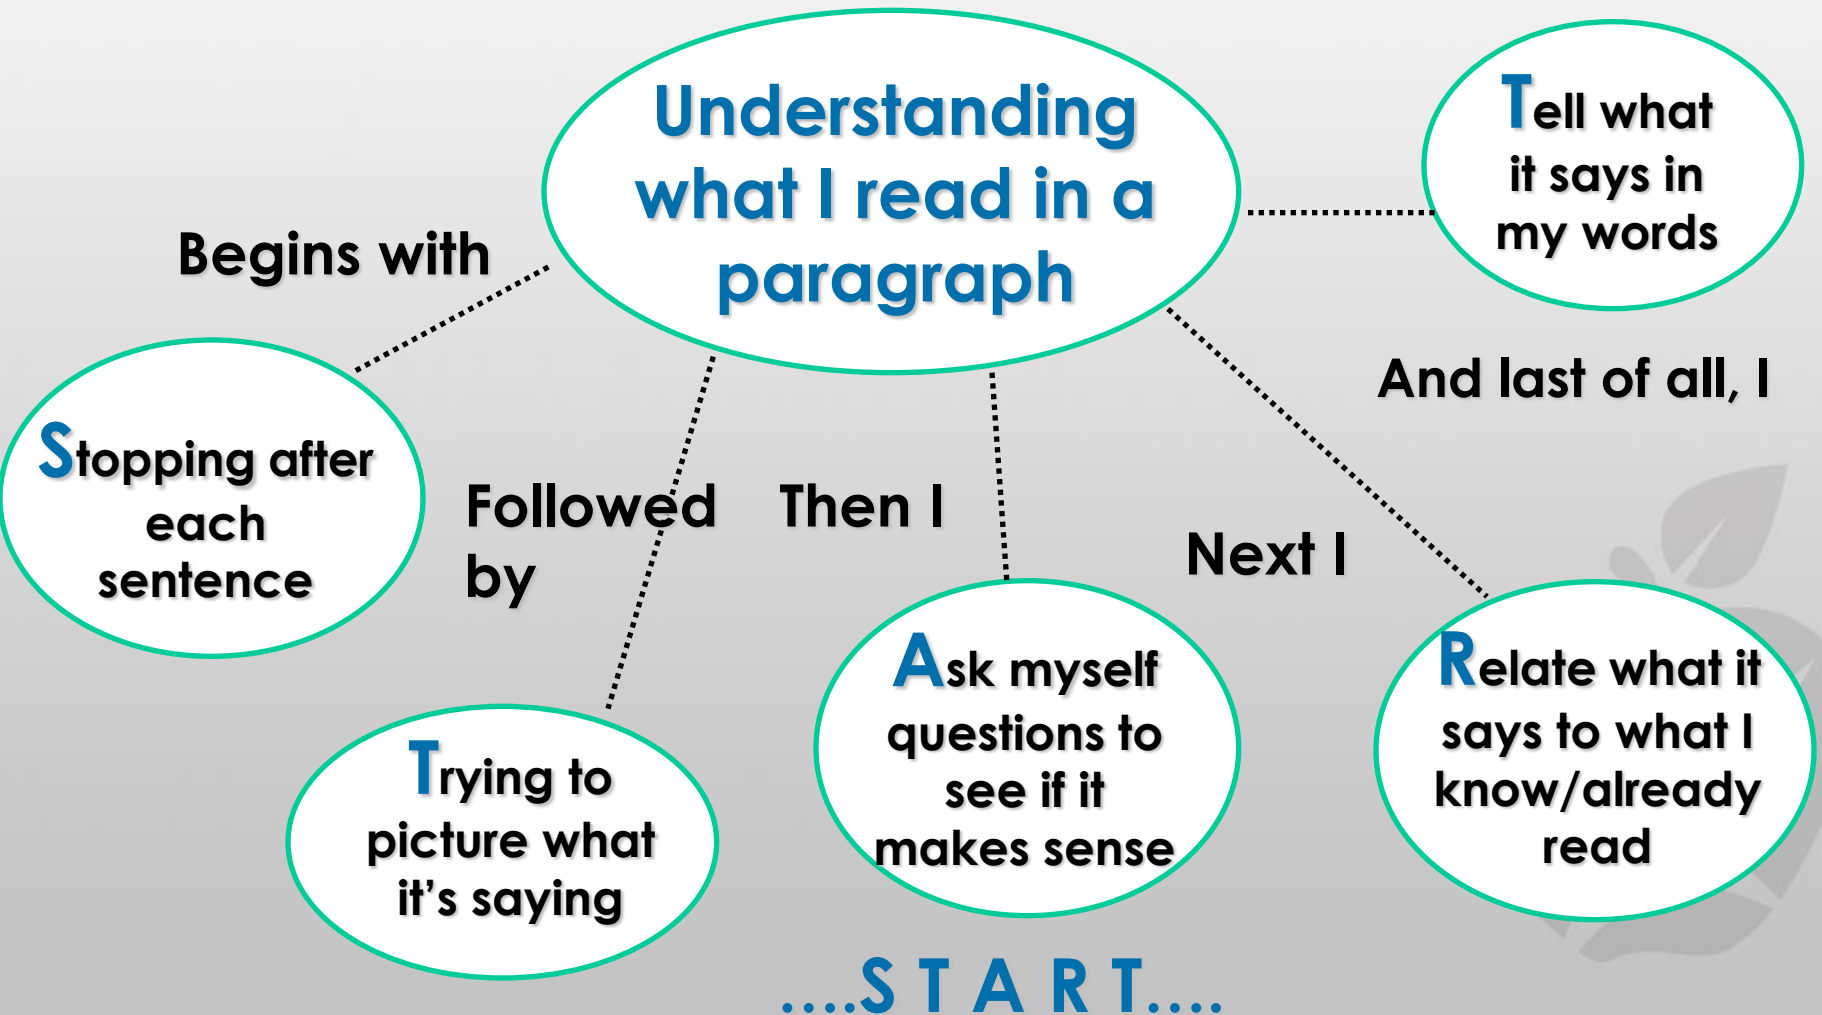 Understanding
what I read in a
paragraph
Begins with
Stopping after
each
sentence
Followed
by
Trying to
picture what
it's saying
Then I
Ask myself
questions to
see if it
makes sense
Next I
Relate what it
says to what I
know/already
read
And last of all, I
Tell what
it says in
my words
....S T A R T....